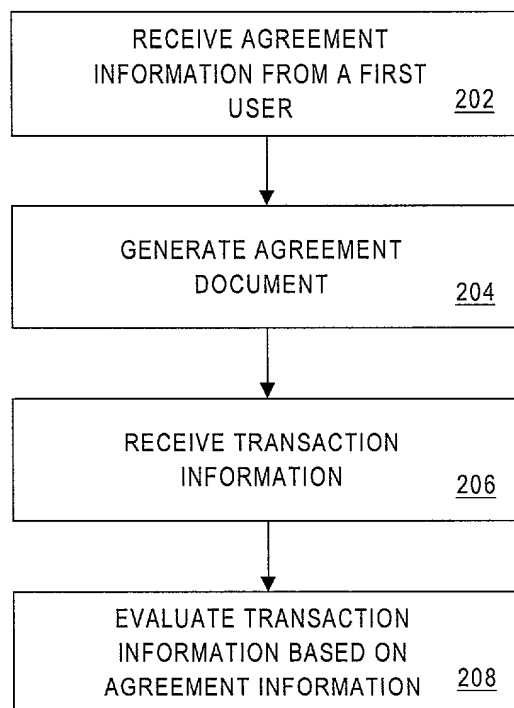 RECEIVE AGREEMENT
INFORMATION FROM A FIRST
USER
202
GENERATE AGREEMENT
DOCUMENT
204
RECEIVE TRANSACTION
INFORMATION
206
EVALUATE TRANSACTION
INFORMATION BASED ON
AGREEMENT INFORMATION
208